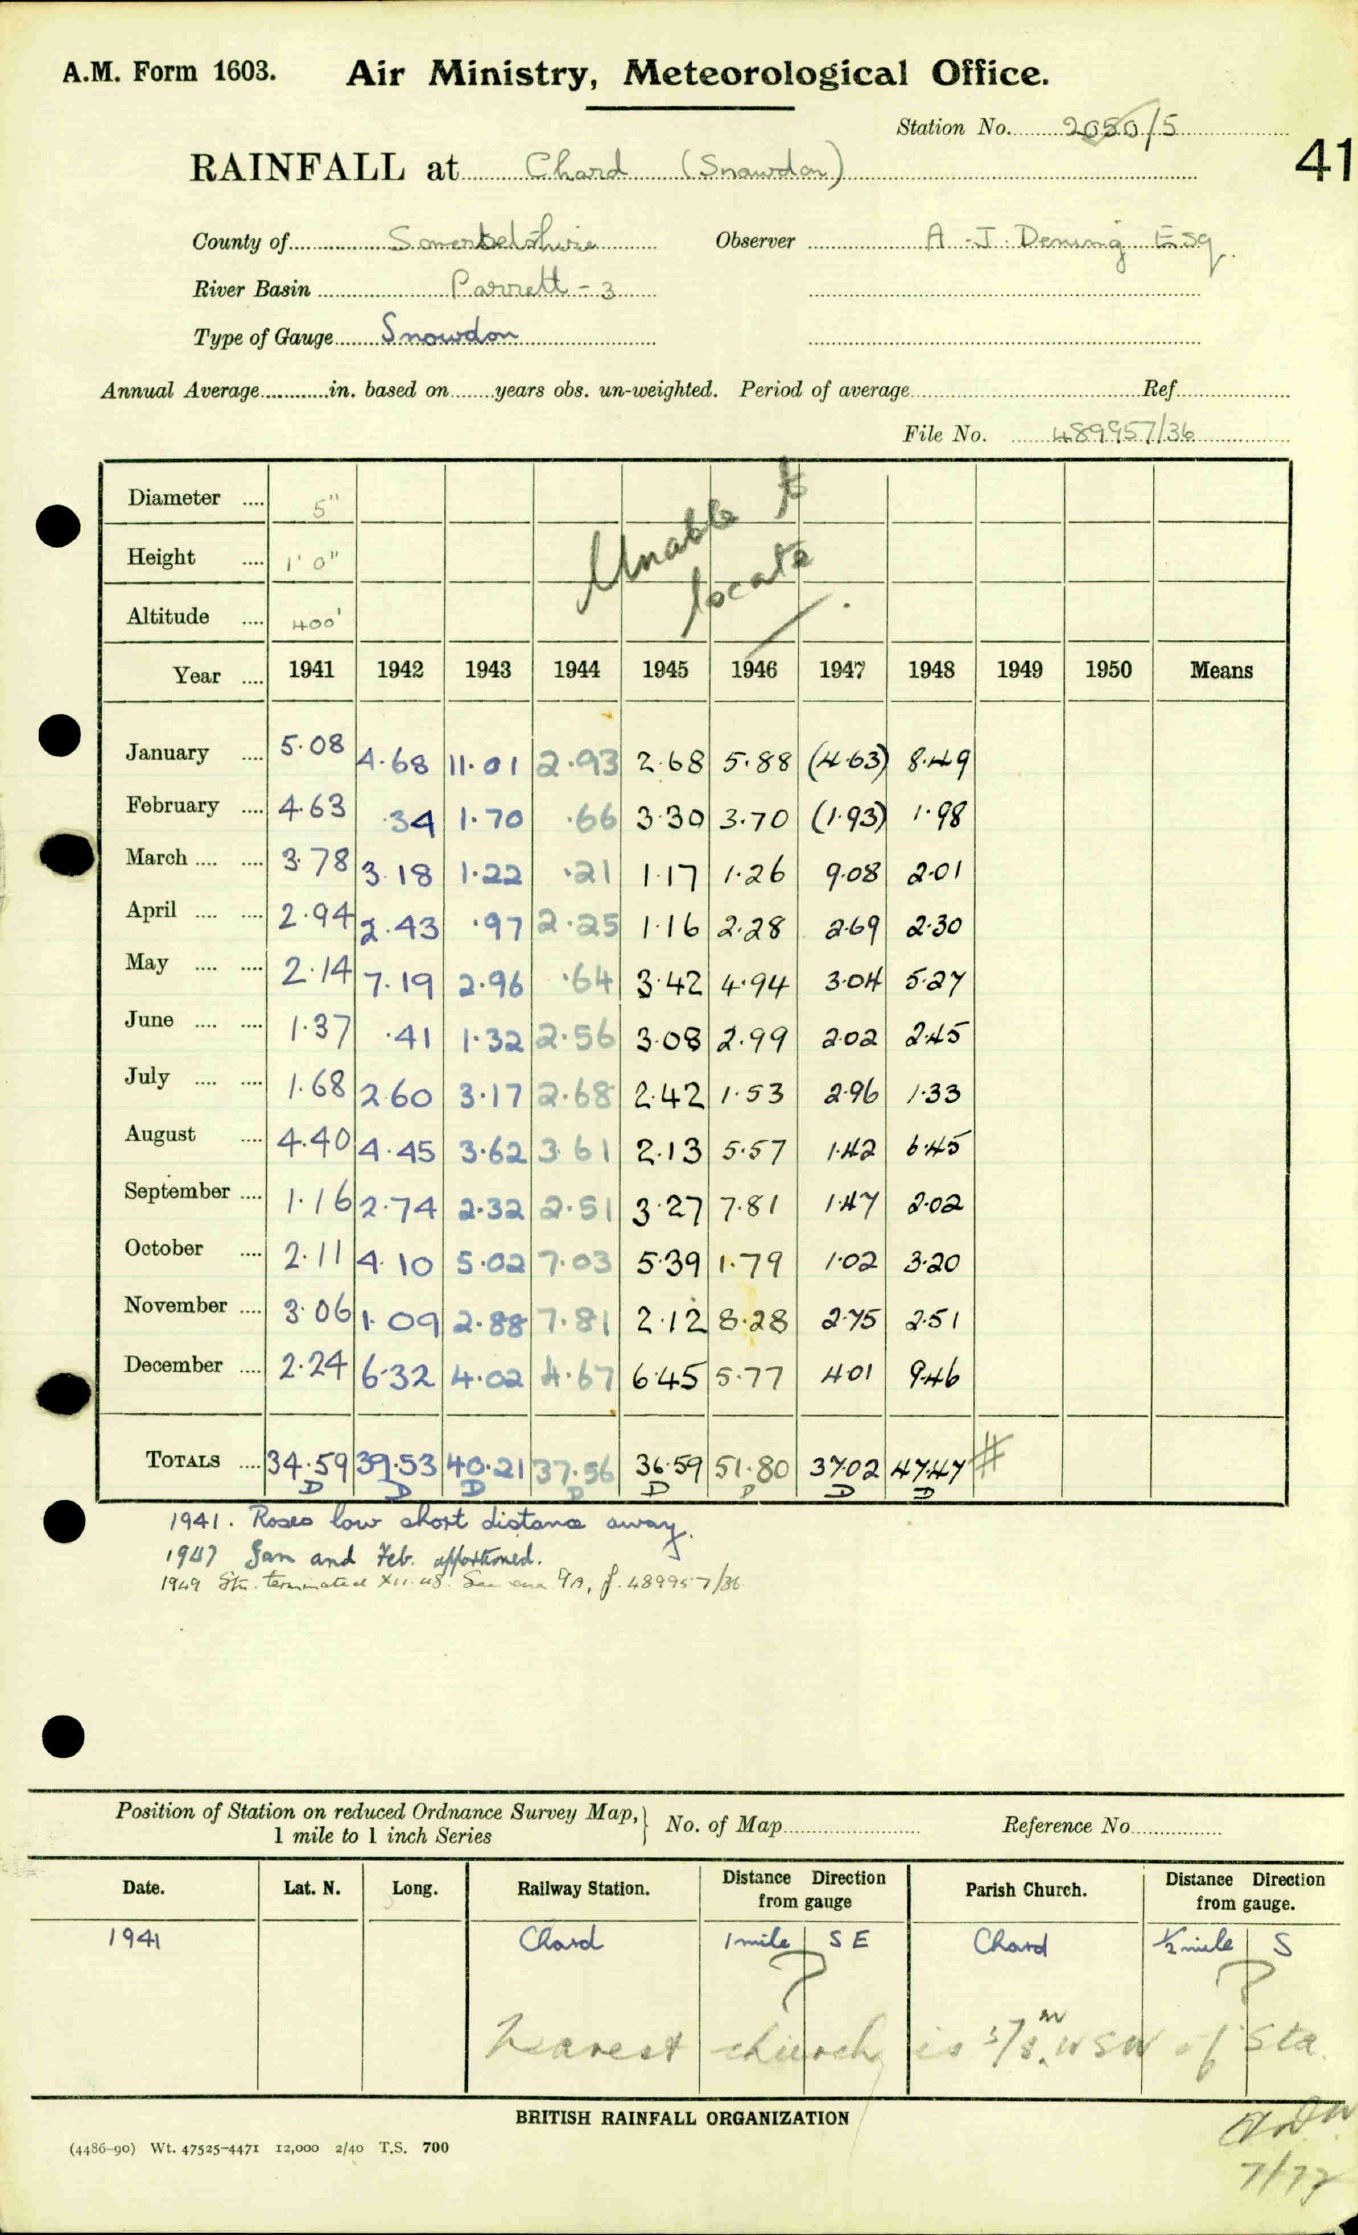 A.M. Form 1603. Air Ministry, Meteorological Office.
Station No. 2050/5
41
RAINFALL at Chard (Snowdon)
County of Somersetshire Observer A. J. Dening Esq.
River Basin Parrett - 3
Type of Gauge Snowdon
Annual Average in. based on years obs. un-weighted. Period of average Ref.
File No. 489957/36
Diameter 5"
Height 1' 0"
Altitude 400'
Unable to
locate
Year 1941 1942 1943 1944 1945 1946 1947 1948 1949 1950 Means
January 5.08 4.68 11.01 2.93 2.68 5.88 (4.63) 8.49
February 4.63 .34 1.70 .66 3.30 3.70 (1.93) 1.98
March 3.78 3.18 1.22 .21 1.17 1.26 9.08 2.01
April 2.94 2.43 .97 2.25 1.16 2.28 2.69 2.30
May 2.14 7.19 2.96 .64 3.42 4.94 3.04 5.27
June 1.37 .41 1.32 2.56 3.08 2.99 2.02 2.45
July 1.68 2.60 3.17 2.68 2.42 1.53 2.96 1.33
August 4.40 4.45 3.62 3.61 2.13 5.57 1.42 6.45
September 1.16 2.74 2.32 2.51 3.27 7.81 1.47 2.02
October 2.11 4.10 5.02 7.03 5.39 1.79 1.02 3.20
November 3.06 1.09 2.88 7.81 2.12 8.28 2.75 2.51
December 2.24 6.32 4.02 4.67 6.45 5.77 4.01 9.46
TOTALS 34.59 39.53 40.21 37.56 36.59 51.80 37.02 47.47 #
D D D D D D D D
1941. Roses low short distance away.
1947 Jan and Feb. apportioned.
1949 Stn. terminated XII.48. See 9A, f. 489957/36
Position of Station on reduced Ordnance Survey Map,
1 mile to 1 inch Series
No. of Map Reference No.
Date. Lat. N. Long. Railway Station. Distance Direction from gauge Parish Church. Distance Direction from gauge.
1941 Chard 1 mile S E Chard ½ mile S
? ?
Nearest church is 5/8 m. WSW of Sta.
BRITISH RAINFALL ORGANIZATION
(4486-90) Wt. 47525-4471 12,000 2/40 T.S. 700